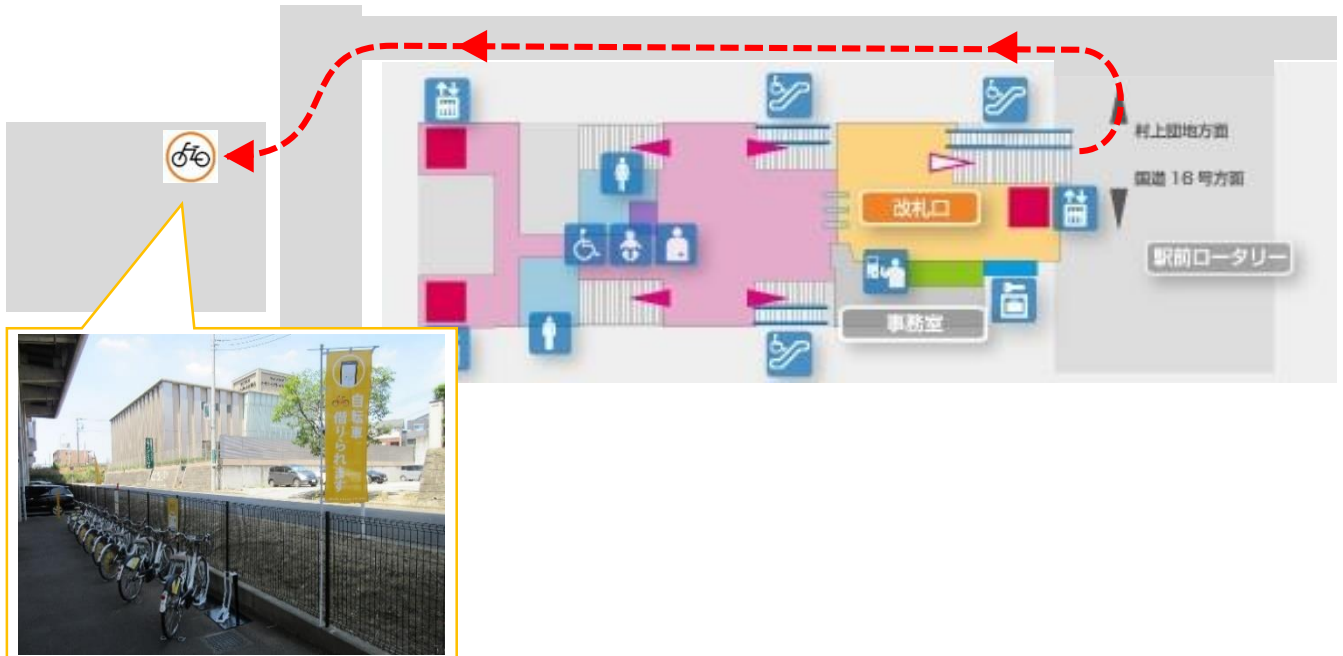 村上団地方面
国道16号方面
改札口
駅前ロータリー
事務室
自転車
借りられます